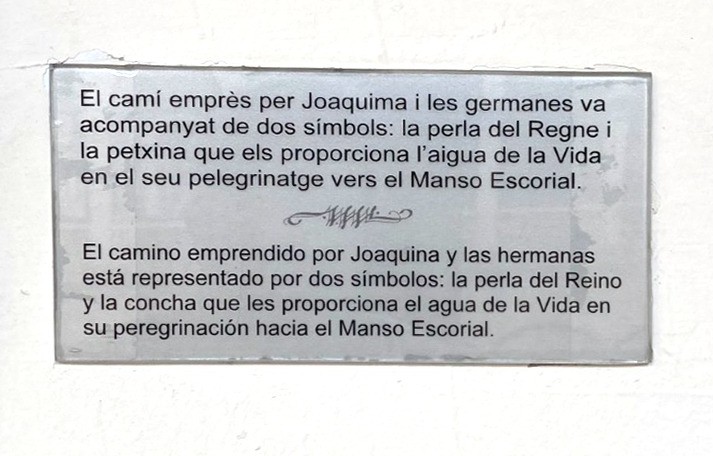 El camí emprès per Joaquima i les germanes va
acompanyat de dos símbols: la perla del Regne i
la petxina que els proporciona l'aigua de la Vida
en el seu pelegrinatge vers el Manso Escorial.
El camino emprendido por Joaquina y las hermanas
está representado por dos símbolos: la perla del Reino
y la concha que les proporciona el agua de la Vida en
su peregrinación hacia el Manso Escorial.